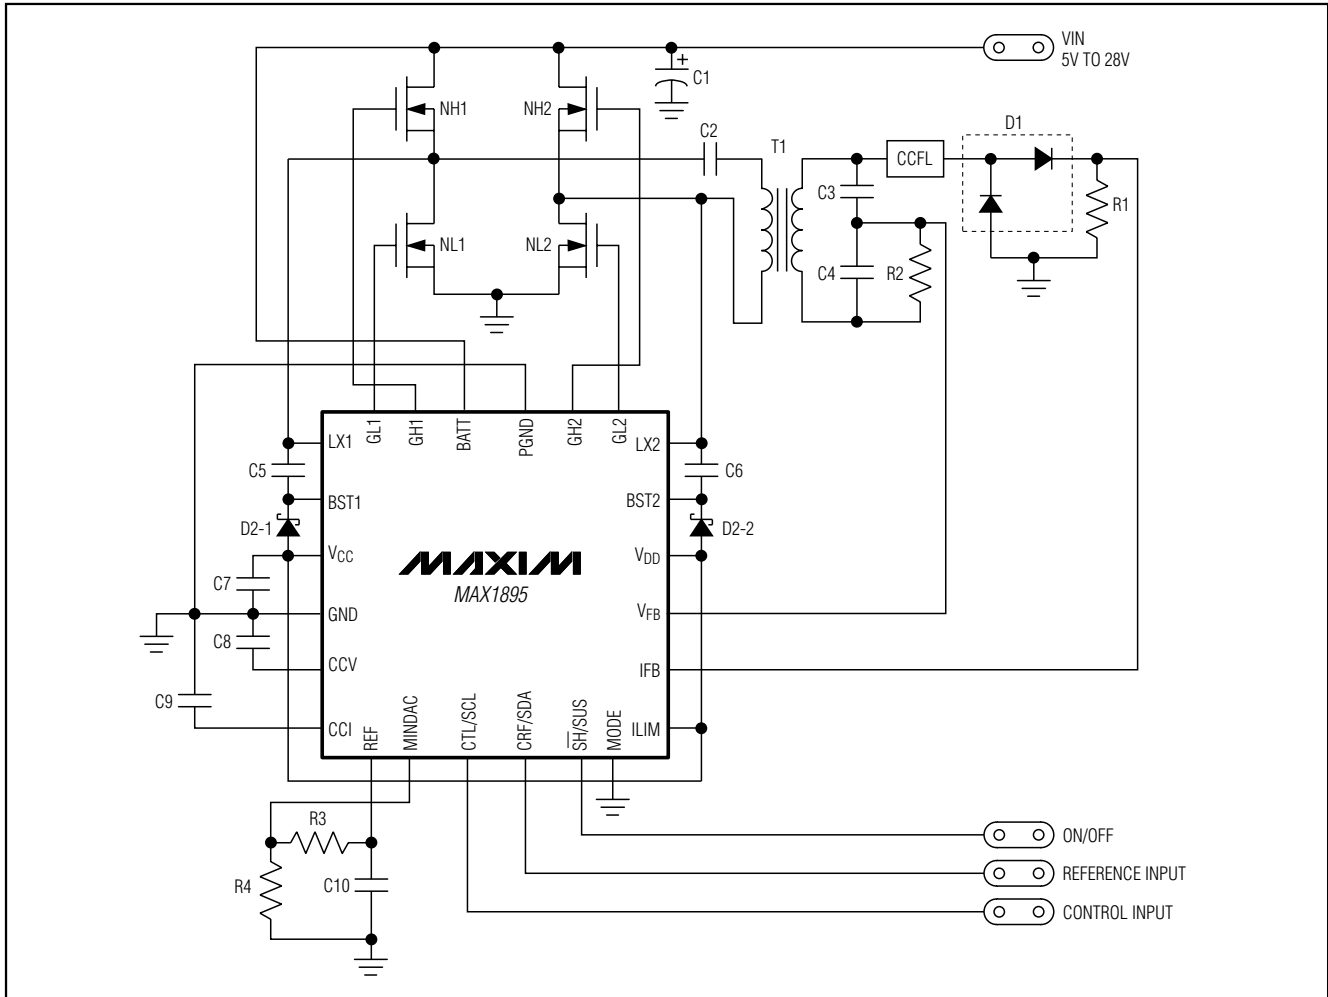 VIN
5V TO 28V
+
C1
NH1
NH2
C2
T1
D1
CCFL
C3
R1
NL1
NL2
C4
R2
GL1
GH1
BATT
PGND
GH2
GL2
LX1
LX2
C5
C6
BST1
BST2
D2-1
D2-2
VCC
VDD
MAXIM
MAX1895
C7
GND
VFB
C8
CCV
IFB
C9
CCI
REF
MINDAC
CTL/SCL
CRF/SDA
S̅H̅/SUS
MODE
ILIM
R3
R4
C10
ON/OFF
REFERENCE INPUT
CONTROL INPUT